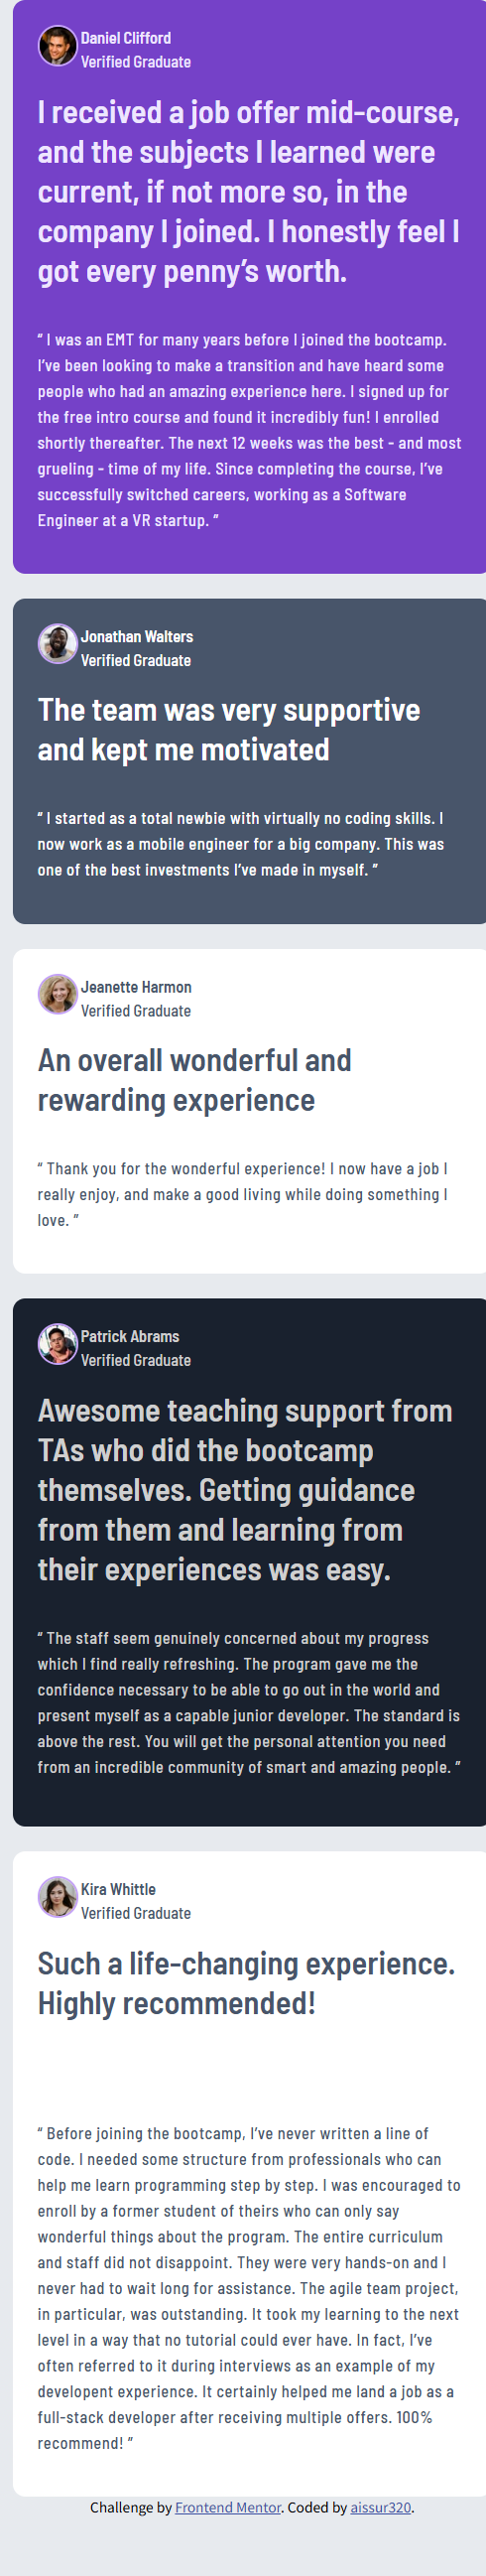 Daniel Clifford
Verified Graduate
I received a job offer mid-course,
and the subjects I learned were
current, if not more so, in the
company I joined. I honestly feel I
got every penny’s worth.
“ I was an EMT for many years before I joined the bootcamp.
I’ve been looking to make a transition and have heard some
people who had an amazing experience here. I signed up for
the free intro course and found it incredibly fun! I enrolled
shortly thereafter. The next 12 weeks was the best - and most
grueling - time of my life. Since completing the course, I’ve
successfully switched careers, working as a Software
Engineer at a VR startup. ”
Jonathan Walters
Verified Graduate
The team was very supportive
and kept me motivated
“ I started as a total newbie with virtually no coding skills. I
now work as a mobile engineer for a big company. This was
one of the best investments I’ve made in myself. ”
Jeanette Harmon
Verified Graduate
An overall wonderful and
rewarding experience
“ Thank you for the wonderful experience! I now have a job I
really enjoy, and make a good living while doing something I
love. ”
Patrick Abrams
Verified Graduate
Awesome teaching support from
TAs who did the bootcamp
themselves. Getting guidance
from them and learning from
their experiences was easy.
“ The staff seem genuinely concerned about my progress
which I find really refreshing. The program gave me the
confidence necessary to be able to go out in the world and
present myself as a capable junior developer. The standard is
above the rest. You will get the personal attention you need
from an incredible community of smart and amazing people. ”
Kira Whittle
Verified Graduate
Such a life-changing experience.
Highly recommended!
“ Before joining the bootcamp, I’ve never written a line of
code. I needed some structure from professionals who can
help me learn programming step by step. I was encouraged to
enroll by a former student of theirs who can only say
wonderful things about the program. The entire curriculum
and staff did not disappoint. They were very hands-on and I
never had to wait long for assistance. The agile team project,
in particular, was outstanding. It took my learning to the next
level in a way that no tutorial could ever have. In fact, I’ve
often referred to it during interviews as an example of my
developent experience. It certainly helped me land a job as a
full-stack developer after receiving multiple offers. 100%
recommend! ”
Challenge by Frontend Mentor. Coded by aissur320.